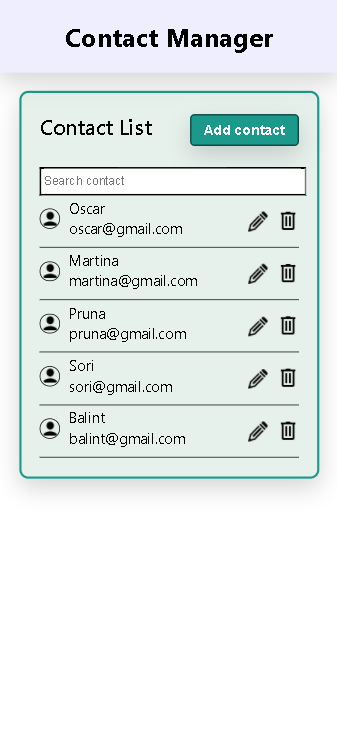 Contact Manager
Contact List
Add contact
Search contact
Oscar
oscar@gmail.com
Martina
martina@gmail.com
Pruna
pruna@gmail.com
Sori
sori@gmail.com
Balint
balint@gmail.com